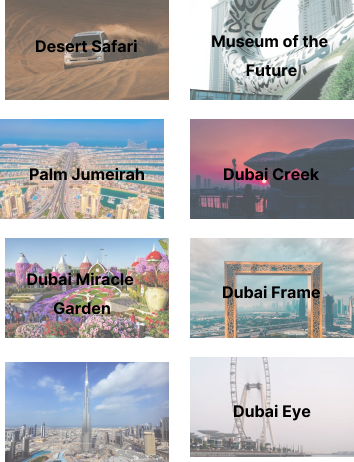 Desert Safari
Museum of the
Future
Palm Jumeirah
Dubai Creek
Dubai Miracle
Garden
Dubai Frame
Dubai Eye